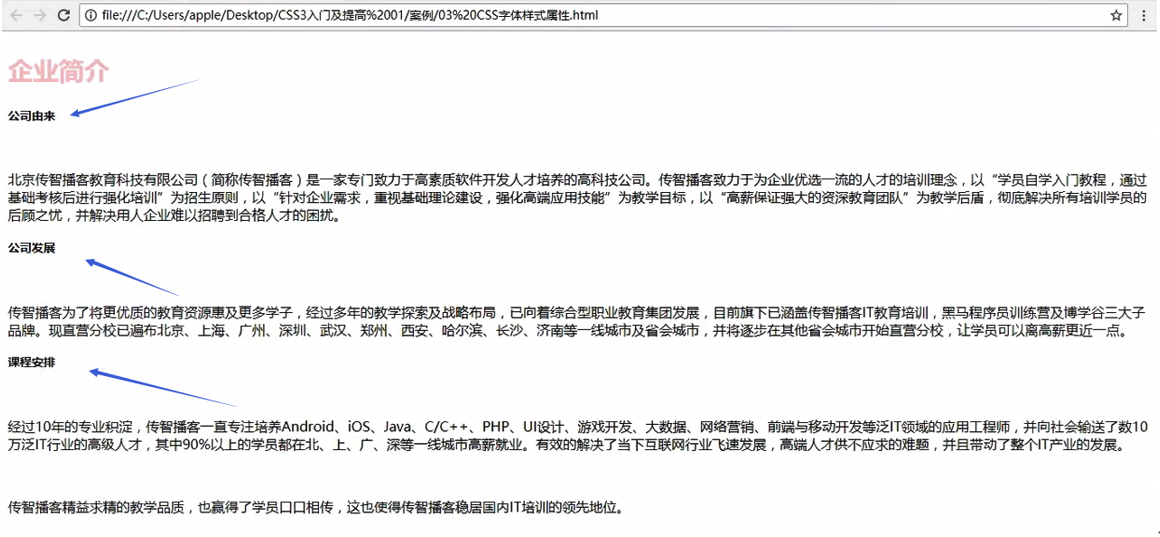 file:///C:/Users/apple/Desktop/CSS3入门及提高%2001/案例/03%20CSS字体样式属性.html
企业简介
公司由来
北京传智播客教育科技有限公司（简称传智播客）是一家专门致力于高素质软件开发人才培养的高科技公司。传智播客致力于为企业优选一流的人才的培训理念，以“学员自学入门教程，通过
基础考核后进行强化培训”为招生原则，以“针对企业需求，重视基础理论建设，强化高端应用技能”为教学目标，以“高薪保证强大的资深教育团队”为教学后盾，彻底解决所有培训学员的
后顾之忧，并解决用人企业难以招聘到合格人才的困扰。
公司发展
传智播客为了将更优质的教育资源惠及更多学子，经过多年的教学探索及战略布局，已向着综合型职业教育集团发展，目前旗下已涵盖传智播客IT教育培训，黑马程序员训练营及博学谷三大子
品牌。现直营分校已遍布北京、上海、广州、深圳、武汉、郑州、西安、哈尔滨、长沙、济南等一线城市及省会城市，并将逐步在其他省会城市开始直营分校，让学员可以离高薪更近一点。
课程安排
经过10年的专业积淀，传智播客一直专注培养Android、iOS、Java、C/C++、PHP、UI设计、游戏开发、大数据、网络营销、前端与移动开发等泛IT领域的应用工程师，并向社会输送了数10
万泛IT行业的高级人才，其中90%以上的学员都在北、上、广、深等一线城市高薪就业。有效的解决了当下互联网行业飞速发展，高端人才供不应求的难题，并且带动了整个IT产业的发展。
传智播客精益求精的教学品质，也赢得了学员口口相传，这也使得传智播客稳居国内IT培训的领先地位。